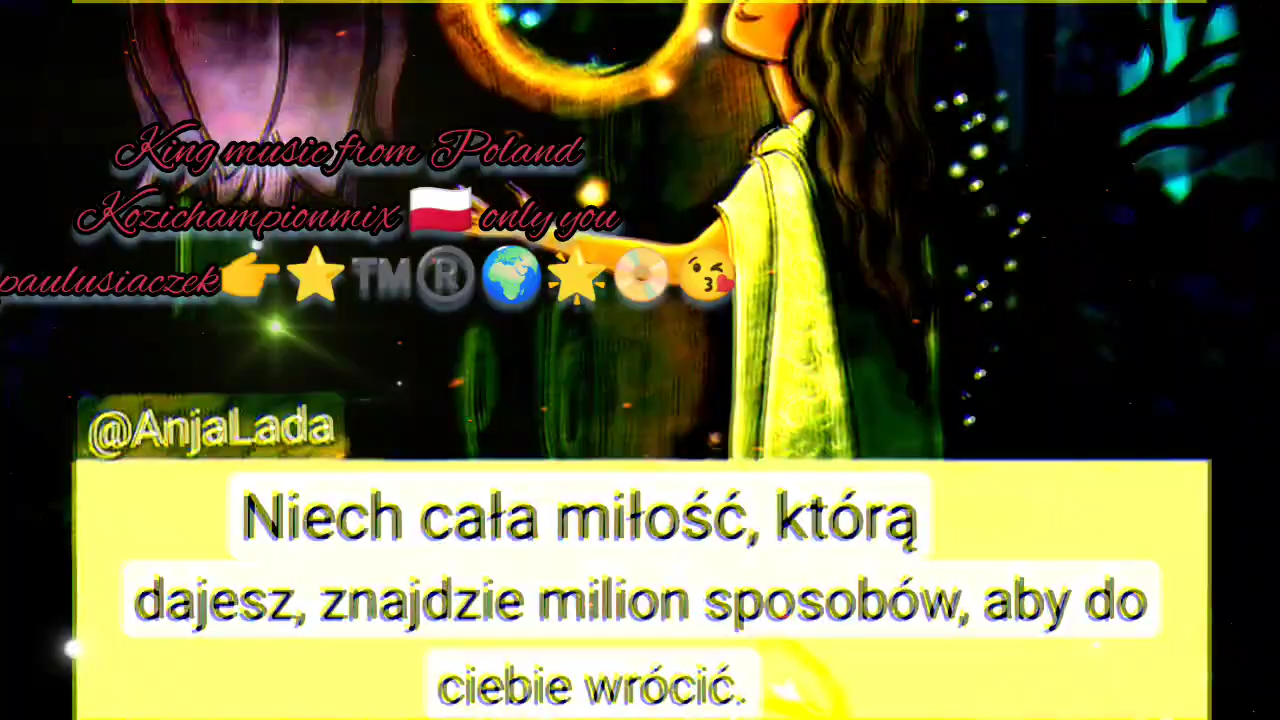 King music from Poland
Kozichampionmix 🇵🇱 only you
paulusiaczek👉⭐™®🌍🌟💿😘
@AnjaLada
Niech cała miłość, którą
dajesz, znajdzie milion sposobów, aby do
ciebie wrócić.